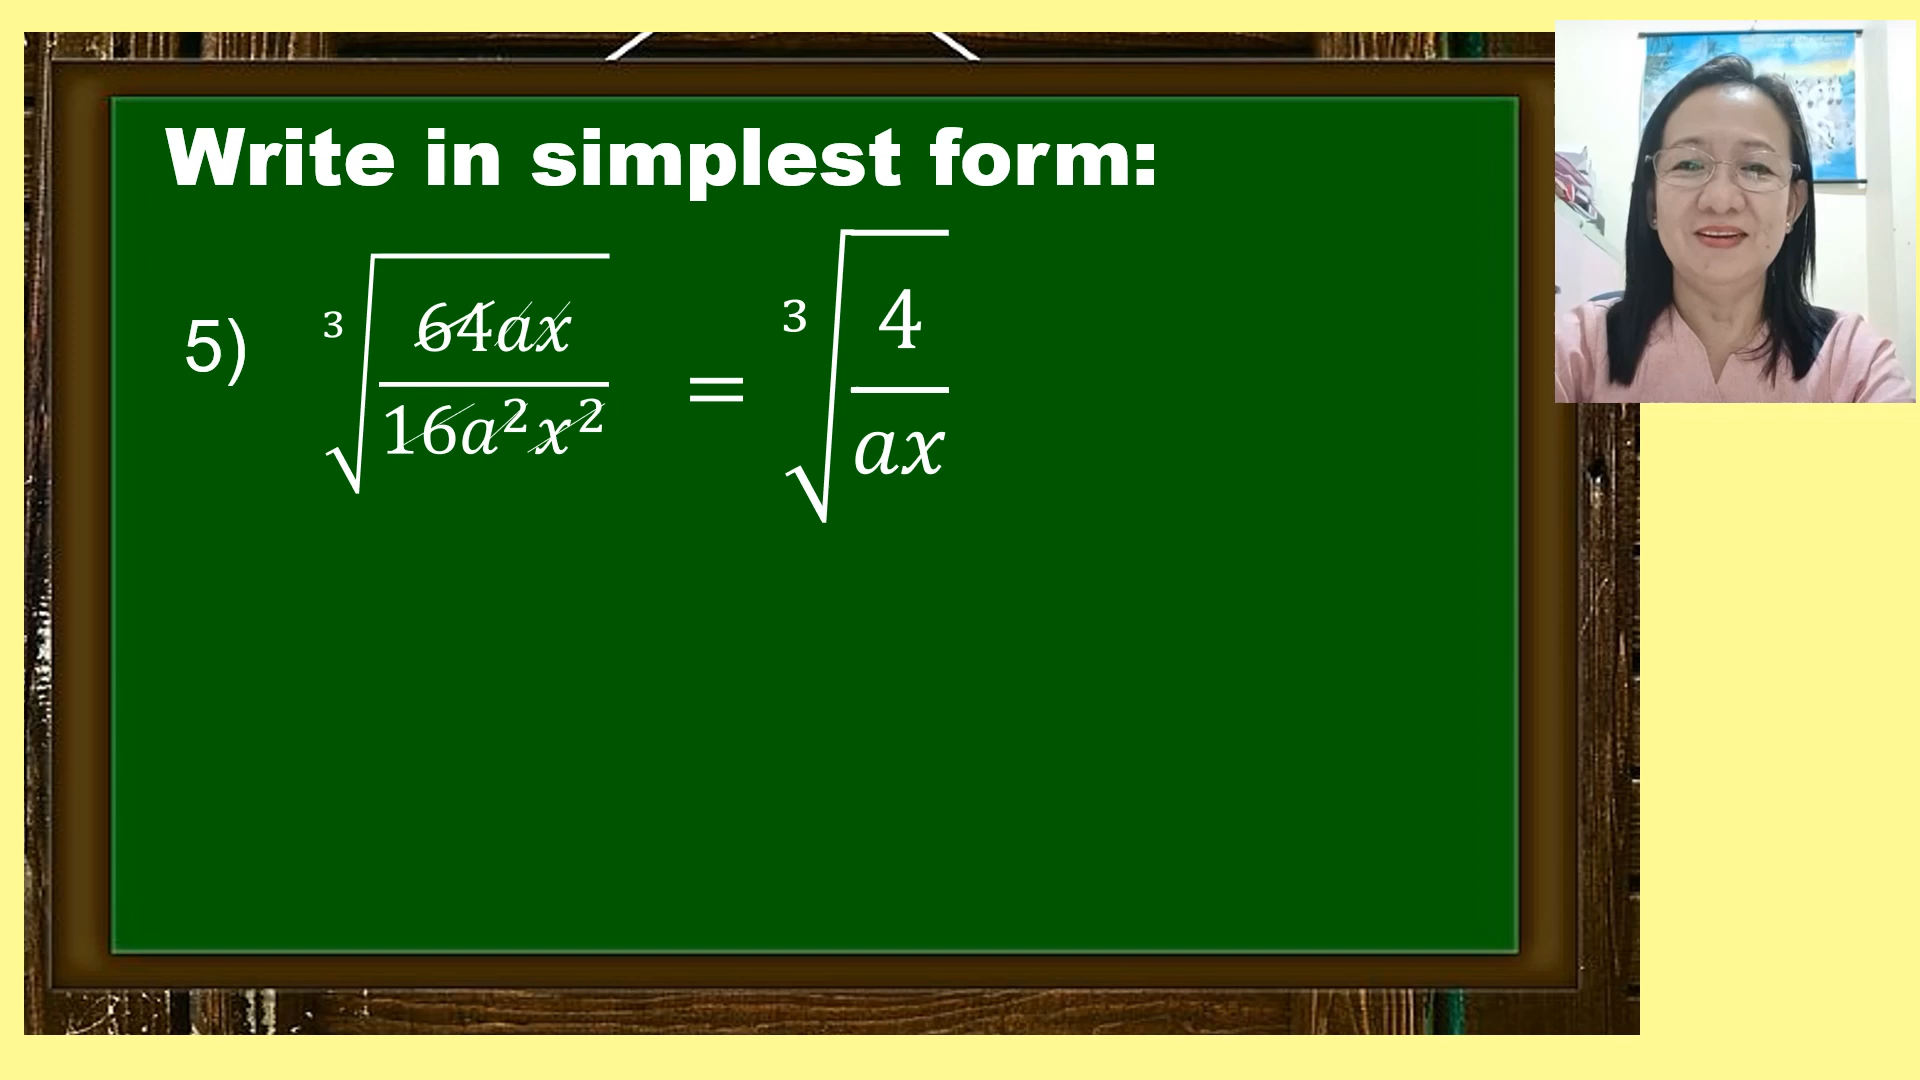 Write in simplest form:
5) ∛(64ax / 16a²x²) = ∛(4 / ax)